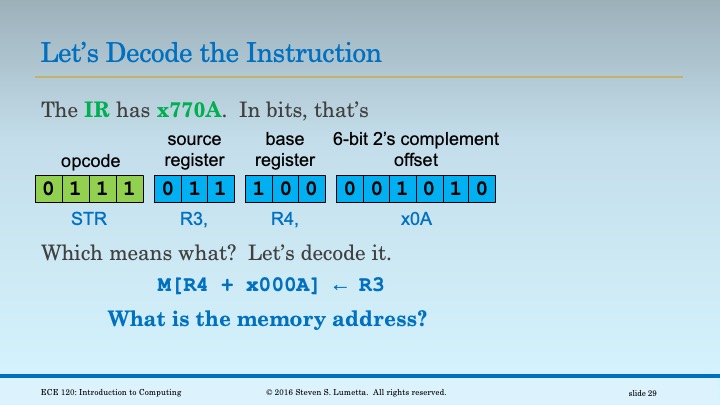 Let's Decode the Instruction
The IR has x770A. In bits, that's
opcode
source register
base register
6-bit 2's complement offset
0 1 1 1 0 1 1 1 0 0 0 0 1 0 1 0
STR R3, R4, x0A
Which means what? Let's decode it.
M[R4 + x000A] ← R3
What is the memory address?
ECE 120: Introduction to Computing © 2016 Steven S. Lumetta. All rights reserved. slide 29